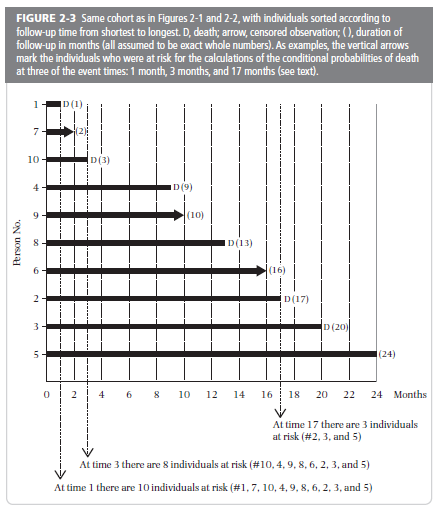 FIGURE 2-3 Same cohort as in Figures 2-1 and 2-2, with individuals sorted according to
follow-up time from shortest to longest. D, death; arrow, censored observation; ( ), duration of
follow-up in months (all assumed to be exact whole numbers). As examples, the vertical arrows
mark the individuals who were at risk for the calculations of the conditional probabilities of death
at three of the event times: 1 month, 3 months, and 17 months (see text).
Person No.
1 D (1)
7 (2)
10 D (3)
4 D (9)
9 (10)
8 D (13)
6 (16)
2 D (17)
3 D (20)
5 (24)
0 2 4 6 8 10 12 14 16 18 20 22 24 Months
At time 17 there are 3 individuals
at risk (#2, 3, and 5)
At time 3 there are 8 individuals at risk (#10, 4, 9, 8, 6, 2, 3, and 5)
At time 1 there are 10 individuals at risk (#1, 7, 10, 4, 9, 8, 6, 2, 3, and 5)